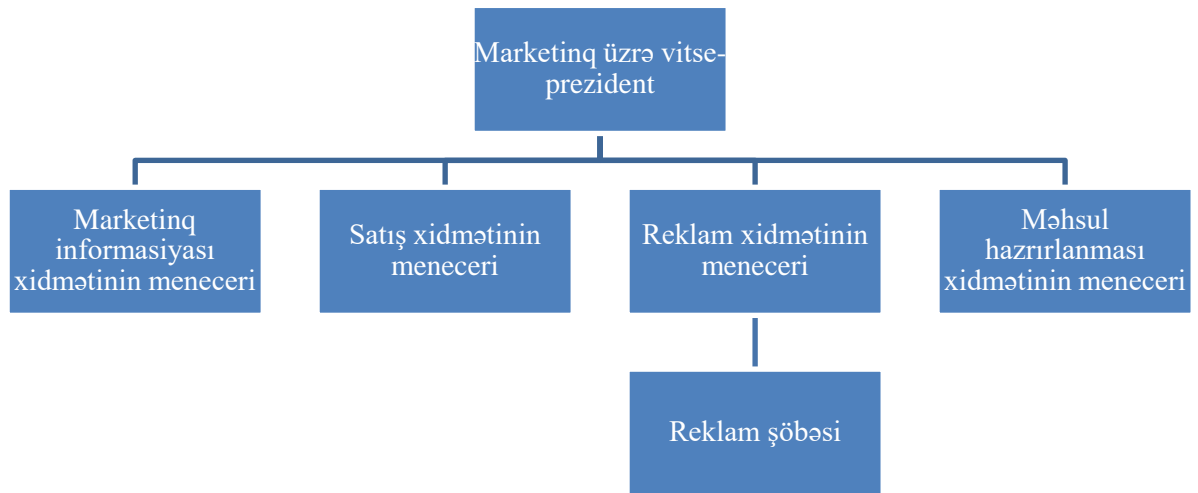 Marketinq üzrə vitse-
prezident
Marketinq
informasiyası
xidmətinin meneceri
Satış xidmətinin
meneceri
Reklam xidmətinin
meneceri
Məhsul
hazrırlanması
xidmətinin meneceri
Reklam şöbəsi